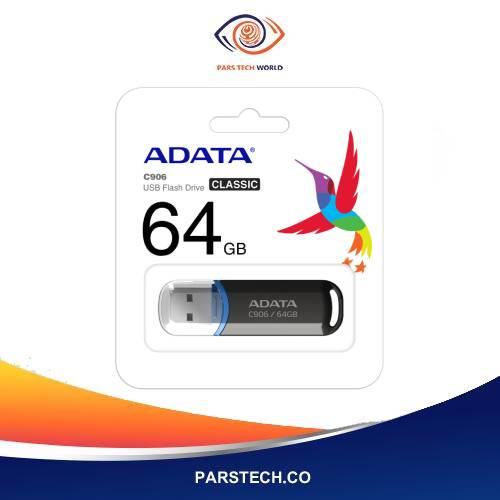 PARS TECH WORLD
ADATA
C906
USB Flash Drive CLASSIC
64 GB
ADATA
C906 / 64GB
PARSTECH.CO